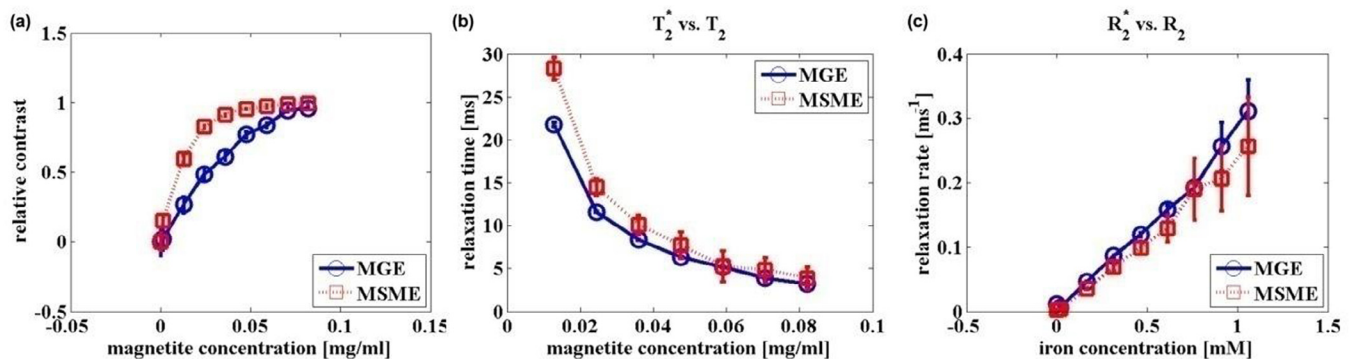 (a)
1.5
1
0.5
0
-0.5
-0.05
0
0.05
0.1
0.15
relative contrast
magnetite concentration [mg/ml]
MGE
MSME
(b)
T₂* vs. T₂
30
25
20
15
10
5
0
0
0.02
0.04
0.06
0.08
0.1
relaxation time [ms]
magnetite concentration [mg/ml]
MGE
MSME
(c)
R₂* vs. R₂
0.4
0.3
0.2
0.1
0
-0.5
0
0.5
1
1.5
relaxation rate [ms⁻¹]
iron concentration [mM]
MGE
MSME